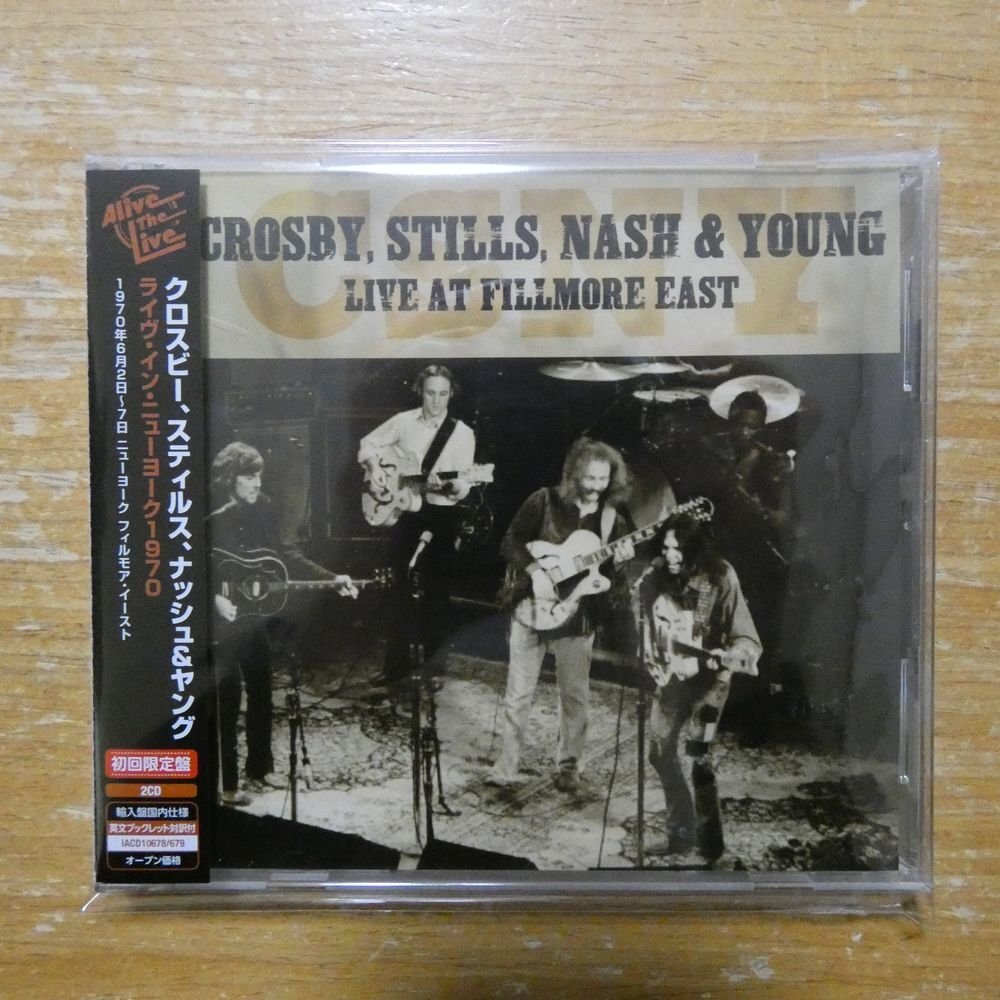 Alive
The
Live
クロスビー、スティルス、ナッシュ&ヤング
ライヴ・イン・ニューヨーク1970
1970年6月2日~7日 ニューヨーク フィルモア・イースト
初回限定盤
2CD
輸入盤国内仕様
英文ブックレット対訳付
IACD10678/679
オープン価格
CSNY
CROSBY, STILLS, NASH & YOUNG
LIVE AT FILLMORE EAST